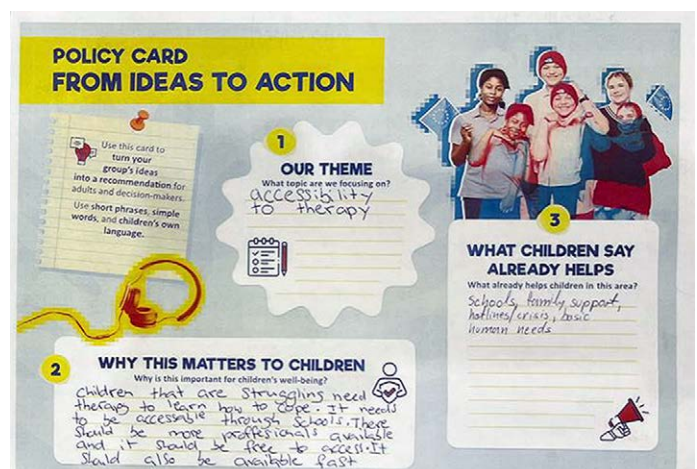 POLICY CARD
FROM IDEAS TO ACTION
Use this card to
turn your
group's ideas
into a recommendation for
adults and decision-makers.
Use short phrases, simple
words, and children's own
language.
1
OUR THEME
What topic are we focusing on?
accessibility
to therapy
2
WHY THIS MATTERS TO CHILDREN
Why is this important for children's well-being?
Children that are struggling need
therapy to learn how to cope. It needs
to be accessable through schools. There
should be more proffesionals available
and it should be free to access. It
should also be available fast
3
WHAT CHILDREN SAY
ALREADY HELPS
What already helps children in this area?
Schools, family support,
hotlines/crisis, basic
human needs